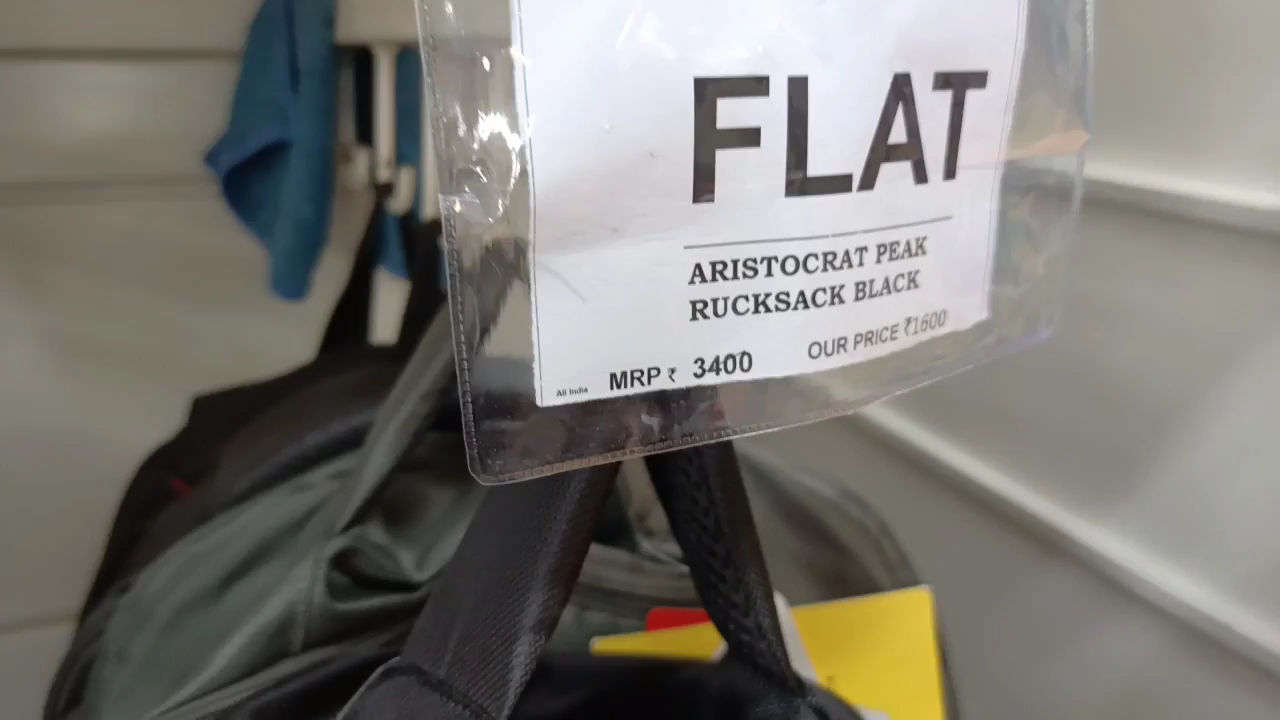 FLAT
ARISTOCRAT PEAK
RUCKSACK BLACK
OUR PRICE ₹1600
All India MRP ₹ 3400